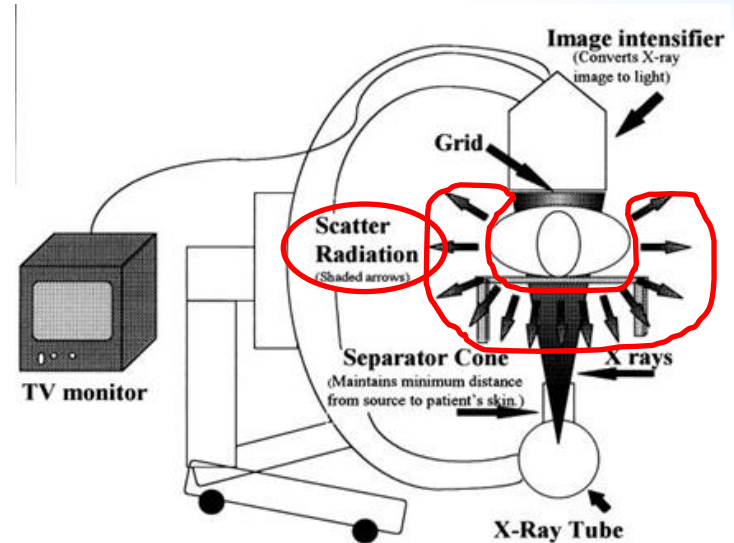 Image intensifier
(Converts X-ray
image to light)
Grid
Scatter
Radiation
(Shaded arrows)
Separator Cone
(Maintains minimum distance
from source to patient's skin.)
X rays
TV monitor
X-Ray Tube